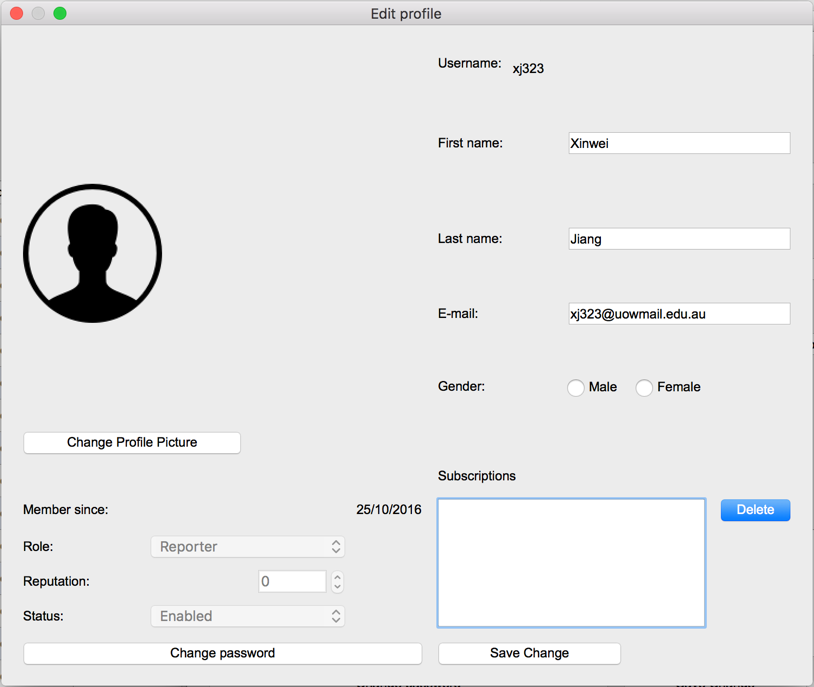 Edit profile
Username: xj323
First name: Xinwei
Last name: Jiang
E-mail: xj323@uowmail.edu.au
Gender: Male Female
Change Profile Picture
Subscriptions
Member since: 25/10/2016
Delete
Role: Reporter
Reputation: 0
Status: Enabled
Change password
Save Change